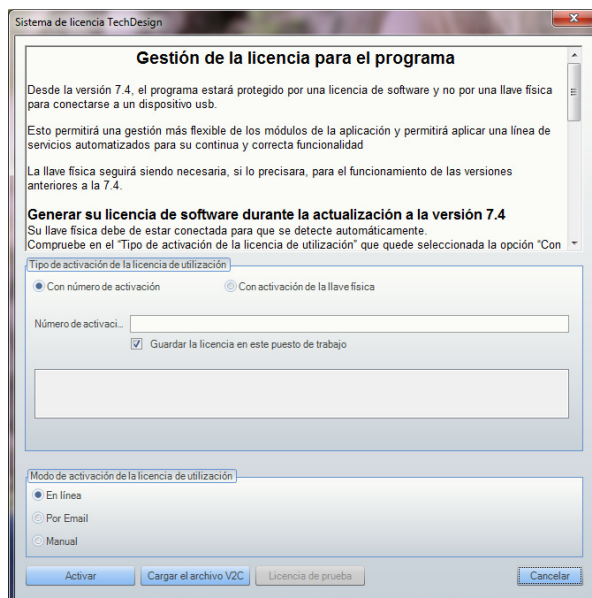 Sistema de licencia TechDesign
Gestión de la licencia para el programa
Desde la versión 7.4, el programa estará protegido por una licencia de software y no por una llave física
para conectarse a un dispositivo usb.
Esto permitirá una gestión más flexible de los módulos de la aplicación y permitirá aplicar una línea de
servicios automatizados para su continua y correcta funcionalidad
La llave física seguirá siendo necesaria, si lo precisara, para el funcionamiento de las versiones
anteriores a la 7.4.
Generar su licencia de software durante la actualización a la versión 7.4
Su llave física debe de estar conectada para que se detecte automáticamente.
Compruebe en el "Tipo de activación de la licencia de utilización" que quede seleccionada la opción "Con
Tipo de activación de la licencia de utilización
Con número de activación
Con activación de la llave física
Número de activaci...
Guardar la licencia en este puesto de trabajo
Modo de activación de la licencia de utilización
En línea
Por Email
Manual
Activar
Cargar el archivo V2C
Licencia de prueba
Cancelar